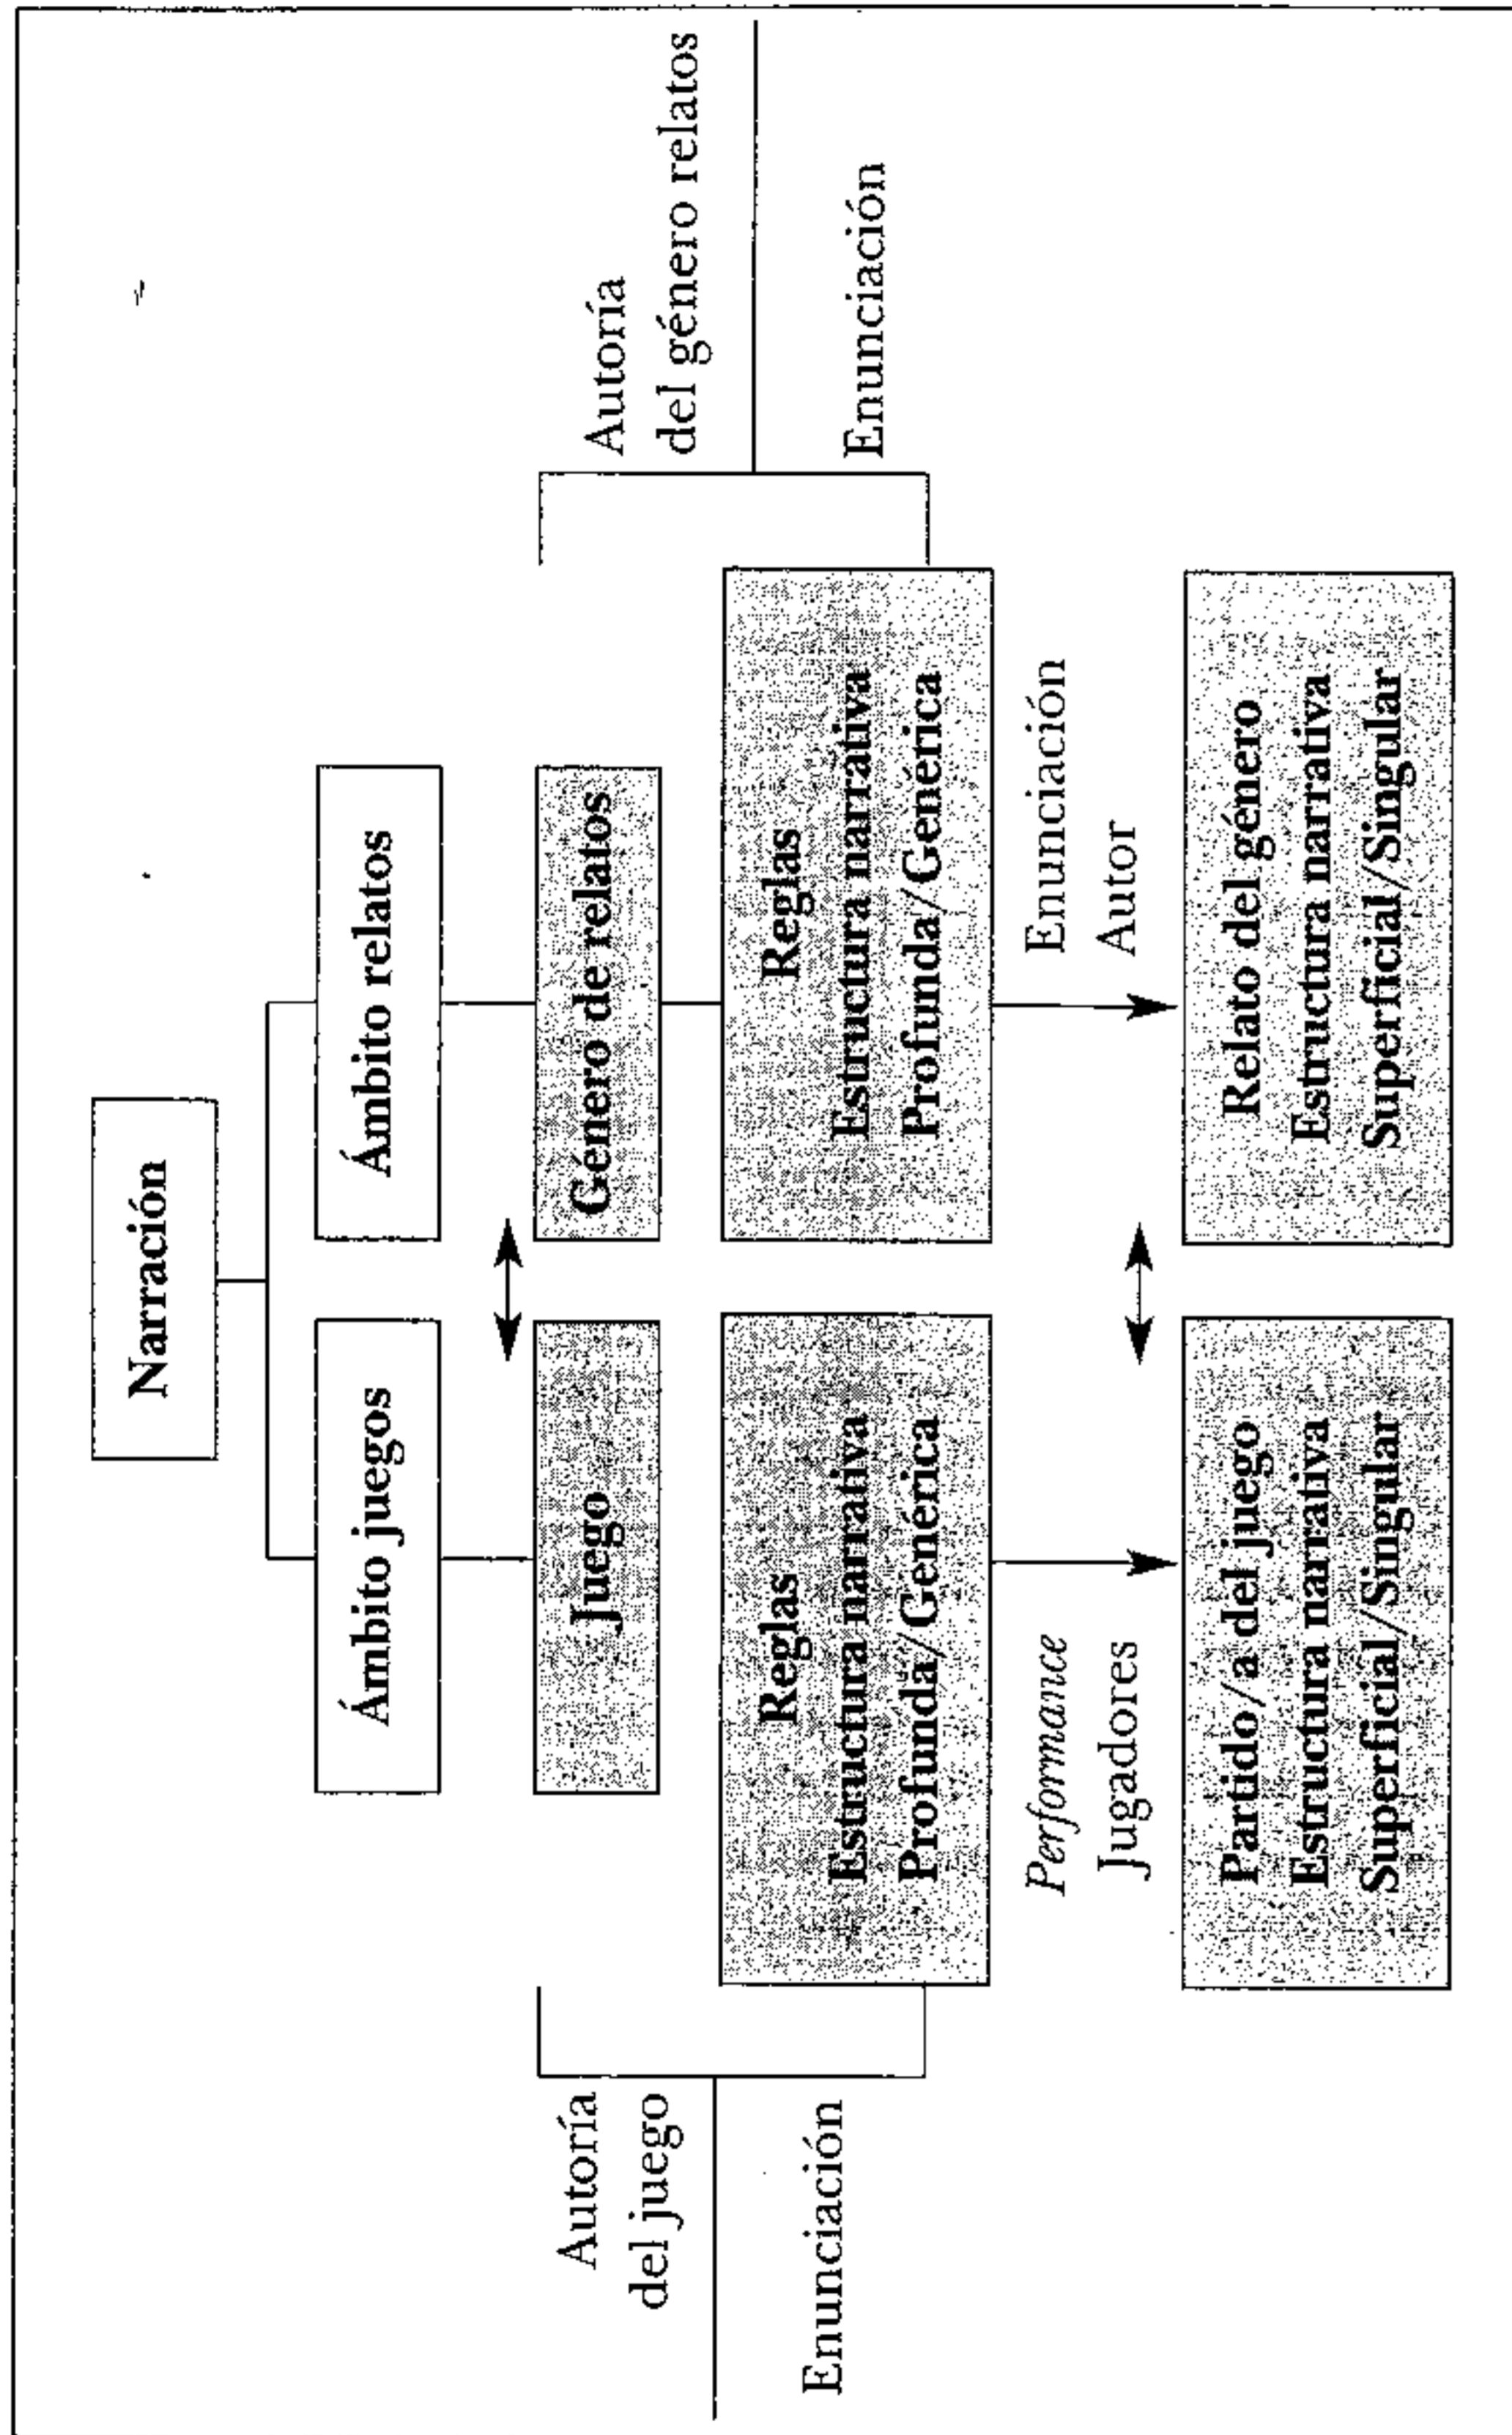 Narración
Ámbito juegos
Ámbito relatos
Juego
Género de relatos
Autoría
del juego
Enunciación
Autoría
del género relatos
Enunciación
Reglas
Estructura narrativa
Profunda/Genérica
Reglas
Estructura narrativa
Profunda/Genérica
Performance
Jugadores
Enunciación
Autor
Partido/a del juego
Estructura narrativa
Superficial/Singular
Relato del género
Estructura narrativa
Superficial/Singular